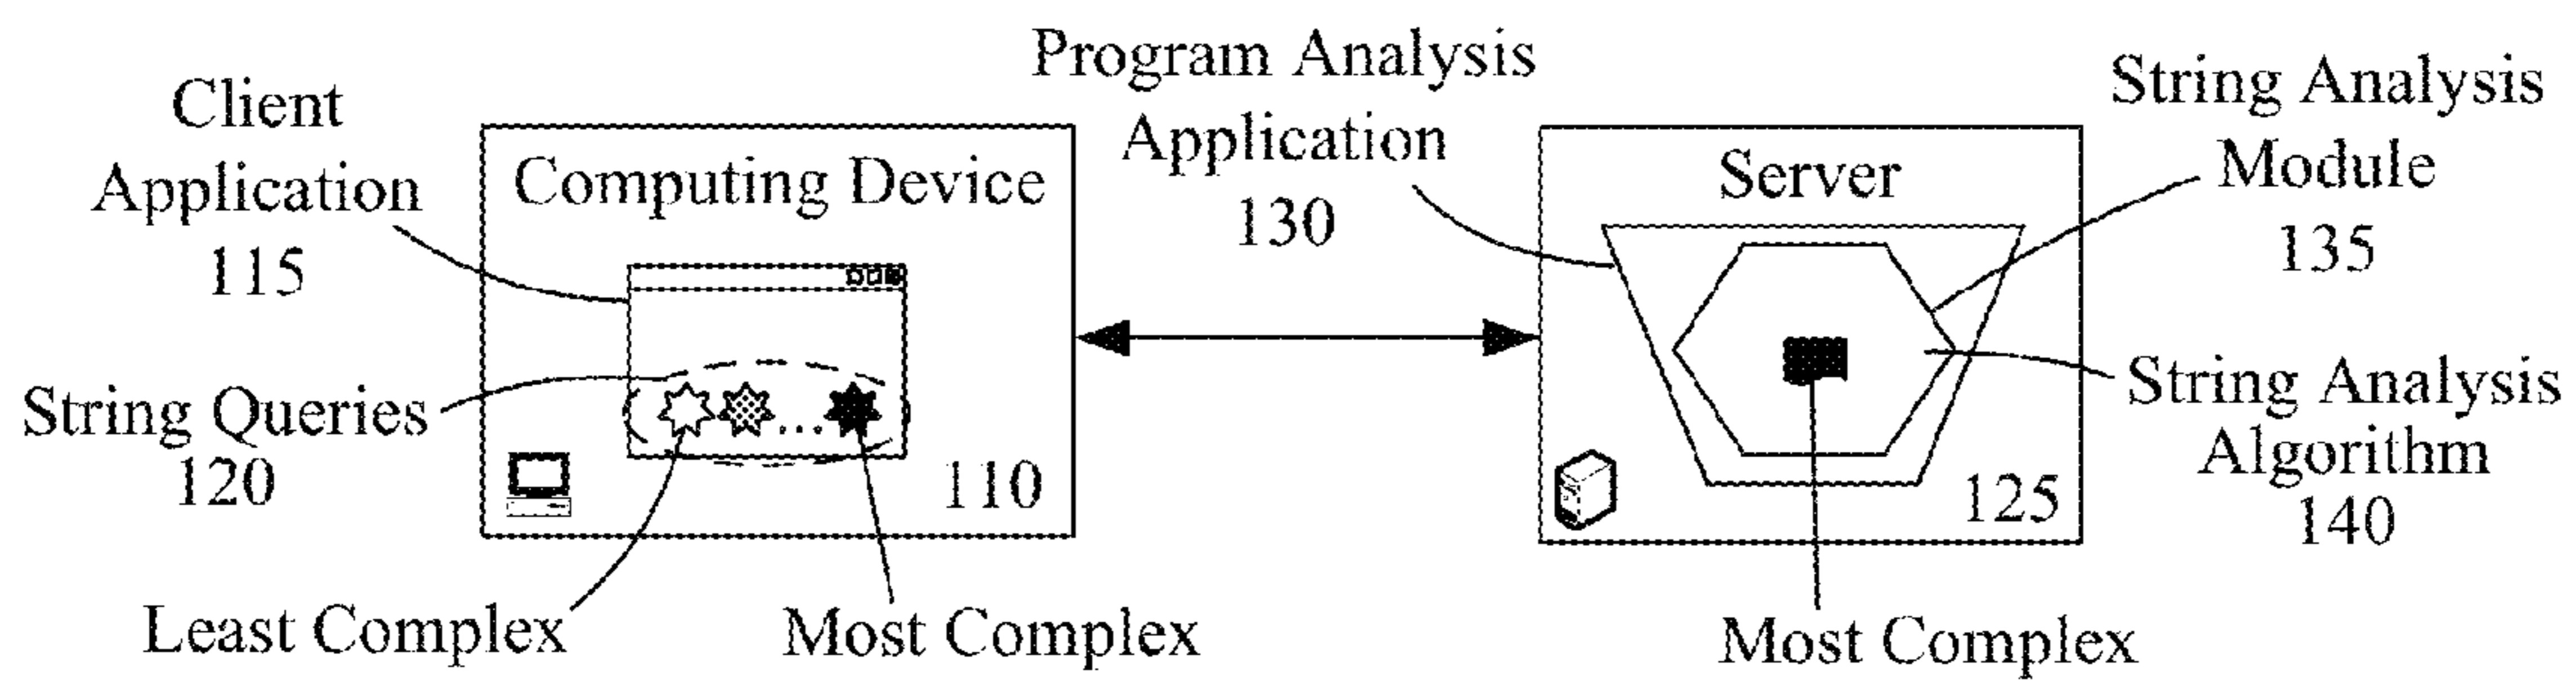 Client
Application
115
Computing Device
Program Analysis
Application
130
Server
String Analysis
Module
135
String Queries
120
...
110
125
String Analysis
Algorithm
140
Least Complex
Most Complex
Most Complex